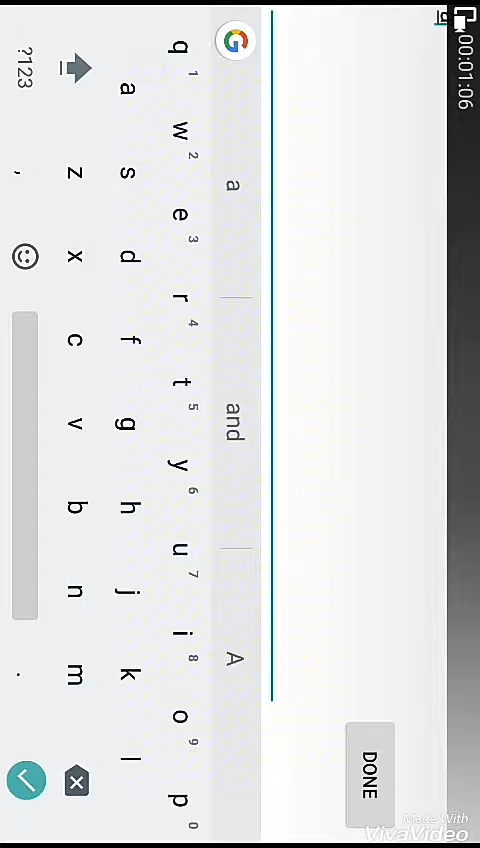 00:01:06
a
DONE
G
a and A
q 1 w 2 e 3 r 4 t 5 y 6 u 7 i 8 o 9 p 0
a s d f g h j k l
z x c v b n m
?123 , .
Made With
VivaVideo